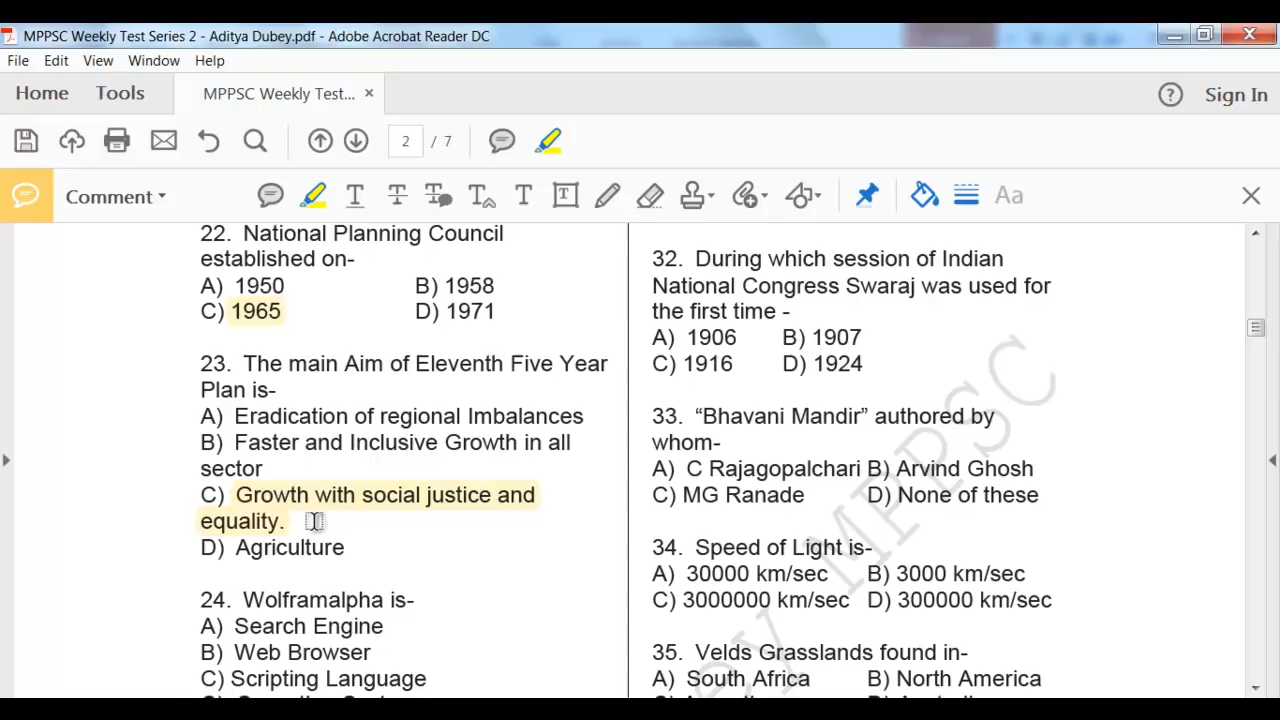 MPPSC Weekly Test Series 2 - Aditya Dubey.pdf - Adobe Acrobat Reader DC
File Edit View Window Help
Home Tools MPPSC Weekly Test... × ? Sign In
2 / 7
Comment Aa
22. National Planning Council
established on-
A) 1950 B) 1958
C) 1965 D) 1971
23. The main Aim of Eleventh Five Year
Plan is-
A) Eradication of regional Imbalances
B) Faster and Inclusive Growth in all
sector
C) Growth with social justice and
equality.
D) Agriculture
24. Wolframalpha is-
A) Search Engine
B) Web Browser
C) Scripting Language
32. During which session of Indian
National Congress Swaraj was used for
the first time -
A) 1906 B) 1907
C) 1916 D) 1924
33. “Bhavani Mandir” authored by
whom-
A) C Rajagopalchari B) Arvind Ghosh
C) MG Ranade D) None of these
34. Speed of Light is-
A) 30000 km/sec B) 3000 km/sec
C) 3000000 km/sec D) 300000 km/sec
35. Velds Grasslands found in-
A) South Africa B) North America
ey MPPSC